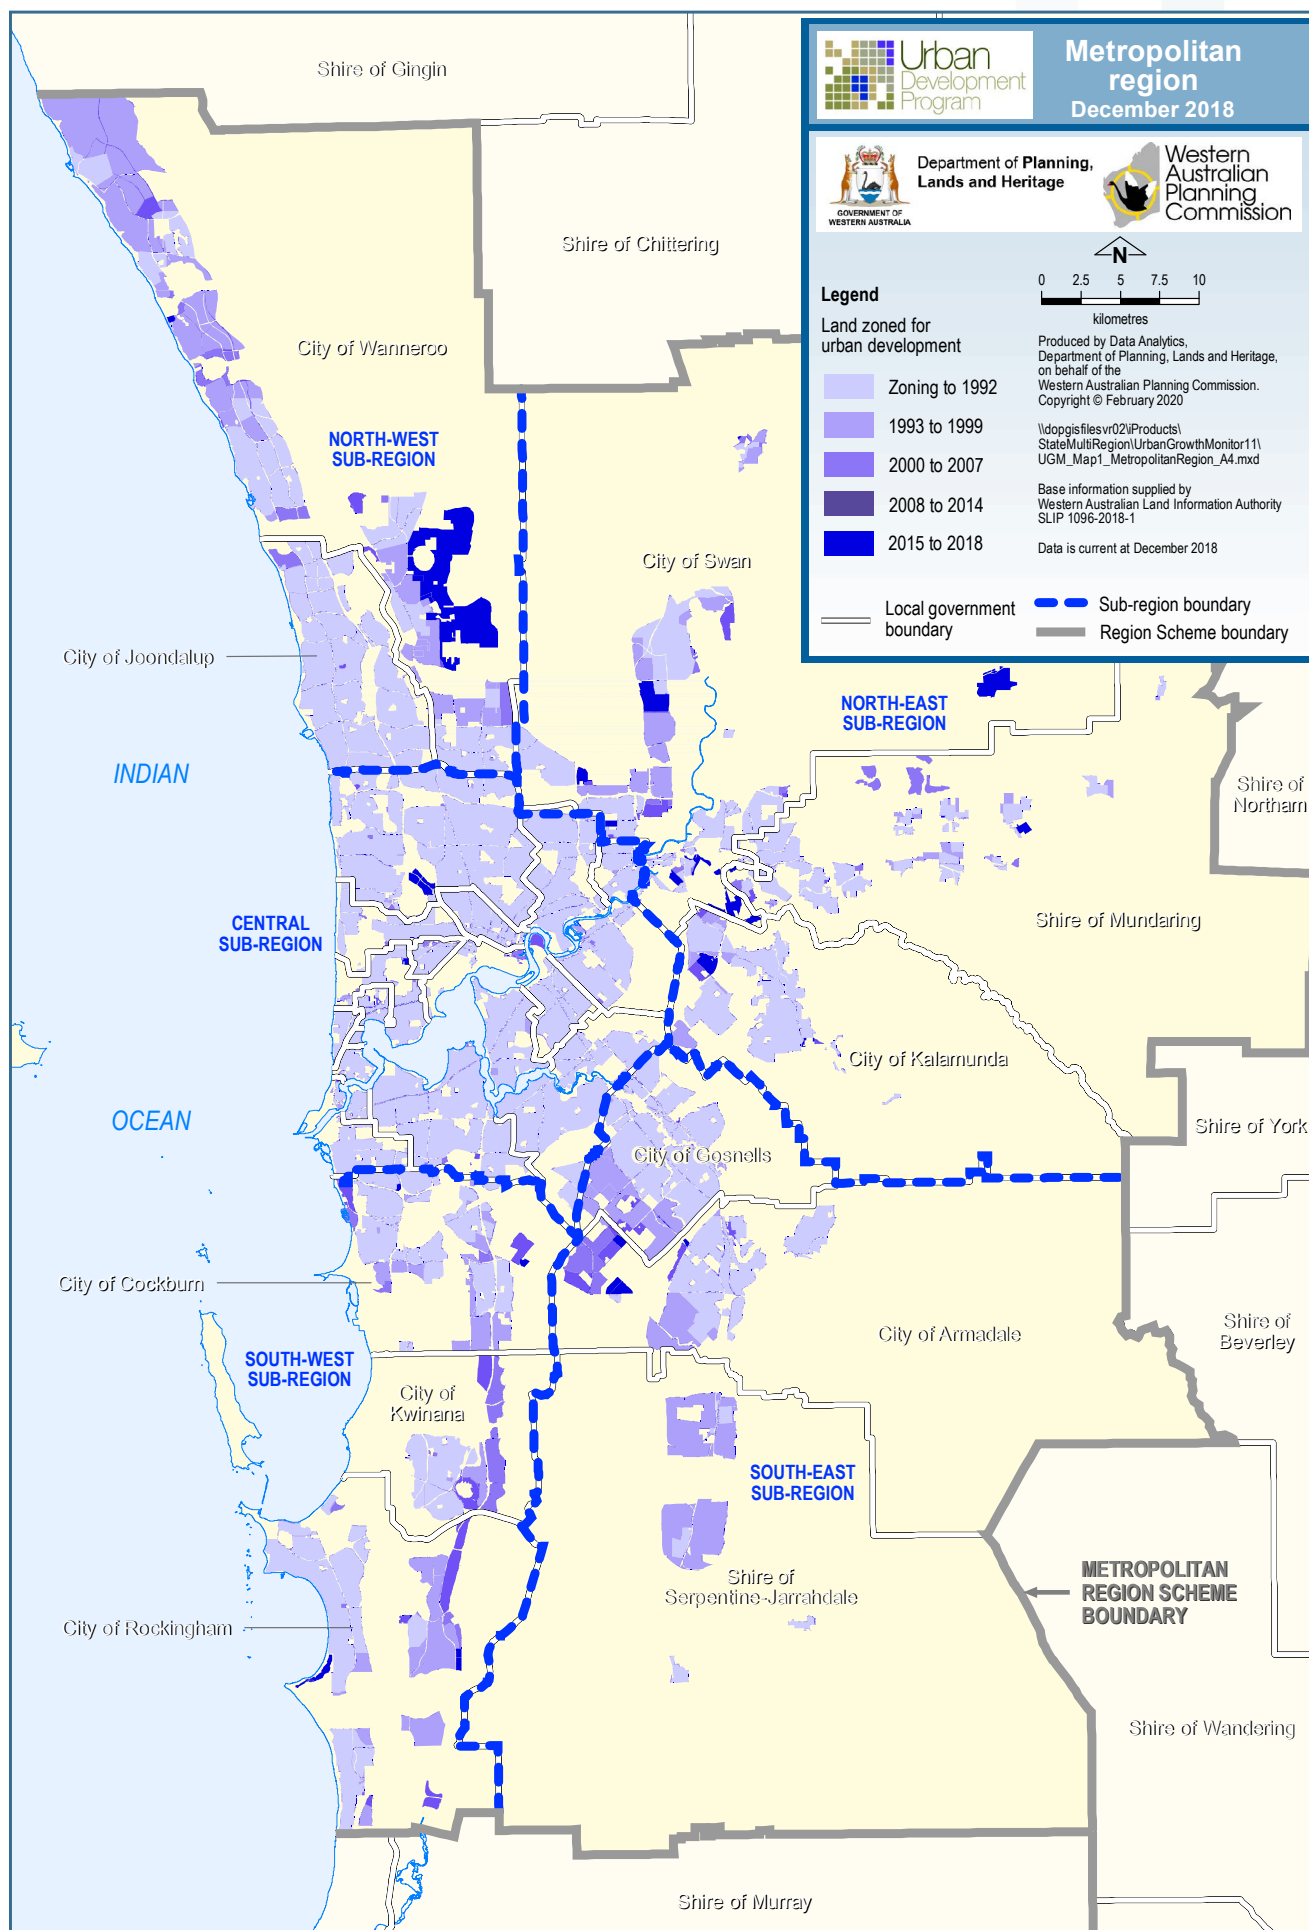 Urban
Development
Program
Metropolitan
region
December 2018
Department of Planning,
Lands and Heritage
GOVERNMENT OF
WESTERN AUSTRALIA
Western
Australian
Planning
Commission
N
0 2.5 5 7.5 10
kilometres
Legend
Land zoned for
urban development
Zoning to 1992
1993 to 1999
2000 to 2007
2008 to 2014
2015 to 2018
Produced by Data Analytics,
Department of Planning, Lands and Heritage,
on behalf of the
Western Australian Planning Commission.
Copyright © February 2020
\\dopgisfilesvr02\iProducts\
StateMultiRegion\UrbanGrowthMonitor11\
UGM_Map1_MetropolitanRegion_A4.mxd
Base information supplied by
Western Australian Land Information Authority
SLIP 1096-2018-1
Data is current at December 2018
Local government
boundary
Sub-region boundary
Region Scheme boundary
Shire of Gingin
Shire of Chittering
City of Wanneroo
NORTH-WEST
SUB-REGION
City of Swan
City of Joondalup
NORTH-EAST
SUB-REGION
INDIAN
Shire of
Northam
CENTRAL
SUB-REGION
Shire of Mundaring
City of Kalamunda
OCEAN
Shire of York
City of Gosnells
City of Cockburn
City of Armadale
Shire of
Beverley
SOUTH-WEST
SUB-REGION
City of
Kwinana
SOUTH-EAST
SUB-REGION
Shire of
Serpentine-Jarrahdale
METROPOLITAN
REGION SCHEME
BOUNDARY
City of Rockingham
Shire of Wandering
Shire of Murray